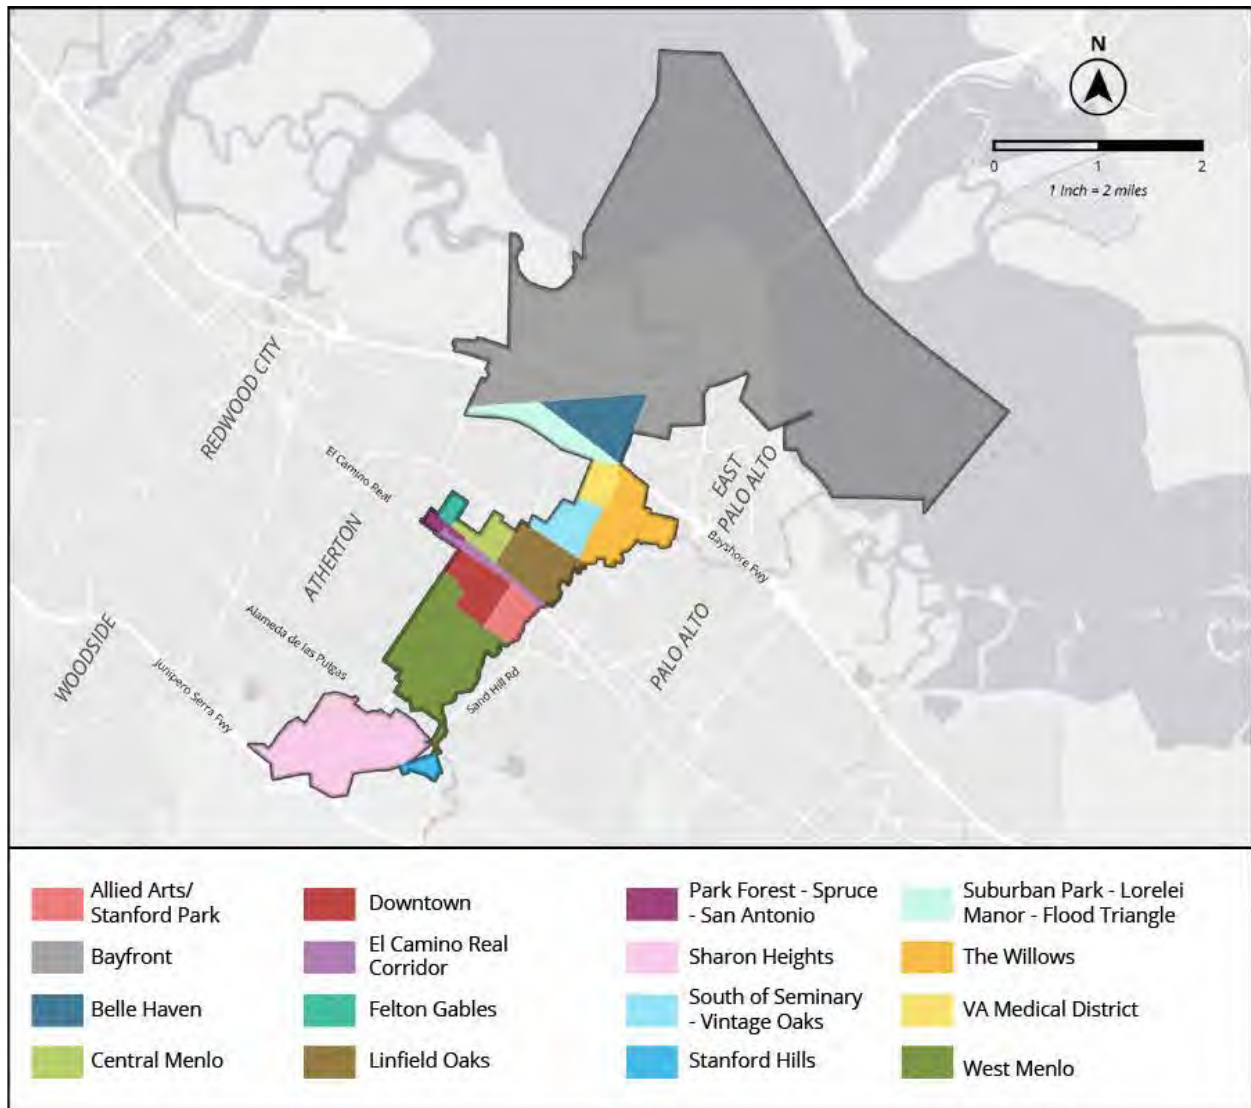 N
0 1 2
1 Inch = 2 miles
REDWOOD CITY
El Camino Real
EAST
PALO ALTO
ATHERTON
Bayshore Fwy
Alameda de las Pulgas
PALO ALTO
WOODSIDE
Junipero Serra Fwy
Sand Hill Rd
Allied Arts/
Stanford Park
Bayfront
Belle Haven
Central Menlo
Downtown
El Camino Real
Corridor
Felton Gables
Linfield Oaks
Park Forest - Spruce
- San Antonio
Sharon Heights
South of Seminary
- Vintage Oaks
Stanford Hills
Suburban Park - Lorelei
Manor - Flood Triangle
The Willows
VA Medical District
West Menlo